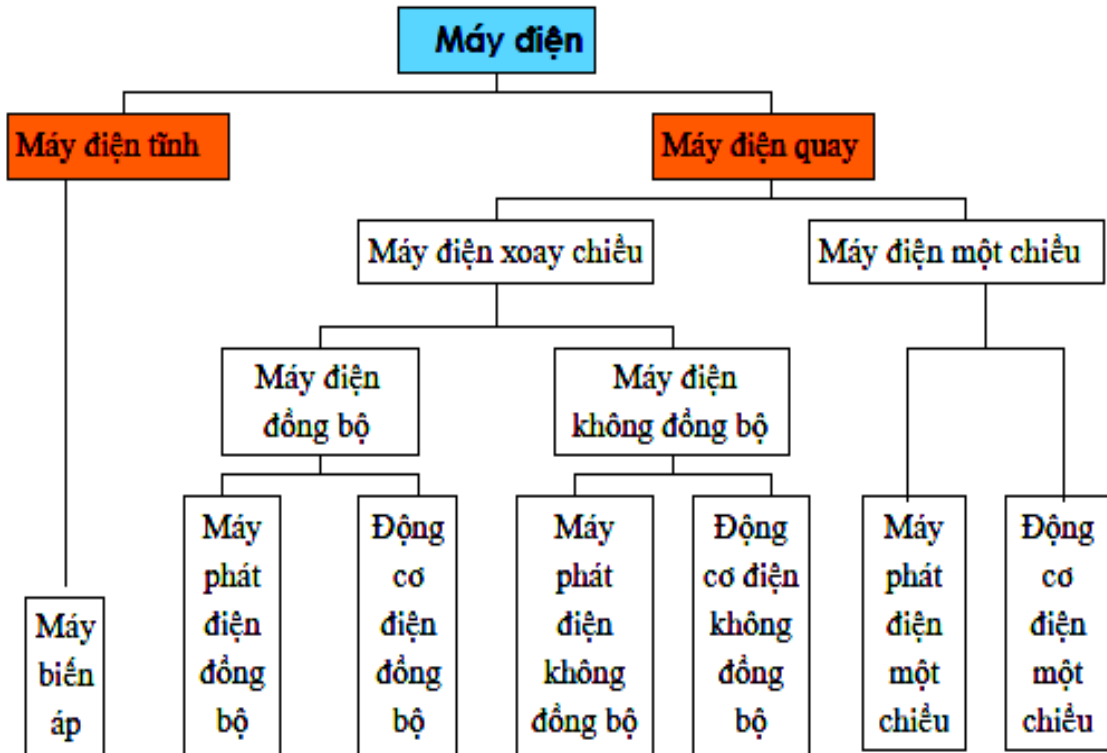 Máy điện
Máy điện tĩnh
Máy điện quay
Máy điện xoay chiều
Máy điện một chiều
Máy điện
đồng bộ
Máy điện
không đồng bộ
Máy
biến
áp
Máy
phát
điện
đồng
bộ
Động
cơ
điện
đồng
bộ
Máy
phát
điện
không
đồng bộ
Động
cơ điện
không
đồng
bộ
Máy
phát
điện
một
chiều
Động
cơ
điện
một
chiều